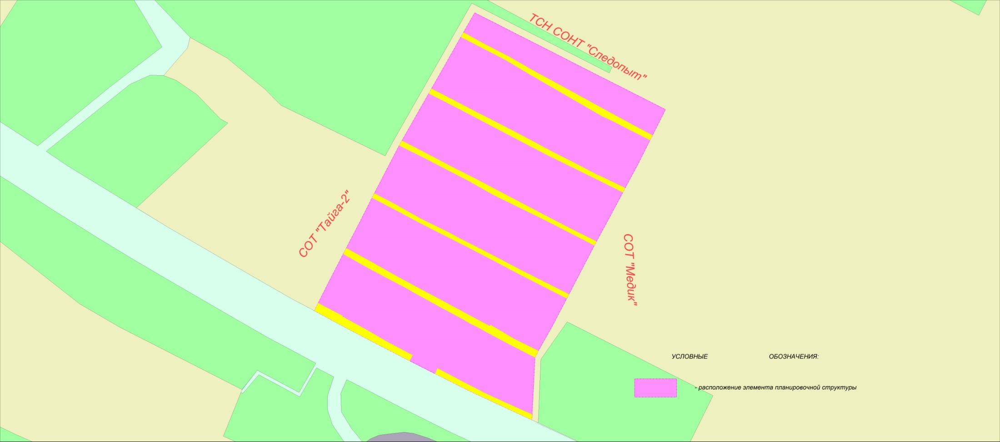 ТСН СОНТ "Следопыт"
СОТ "Тайга-2"
СОТ "Медик"
УСЛОВНЫЕ ОБОЗНАЧЕНИЯ:
- расположение элемента планировочной структуры